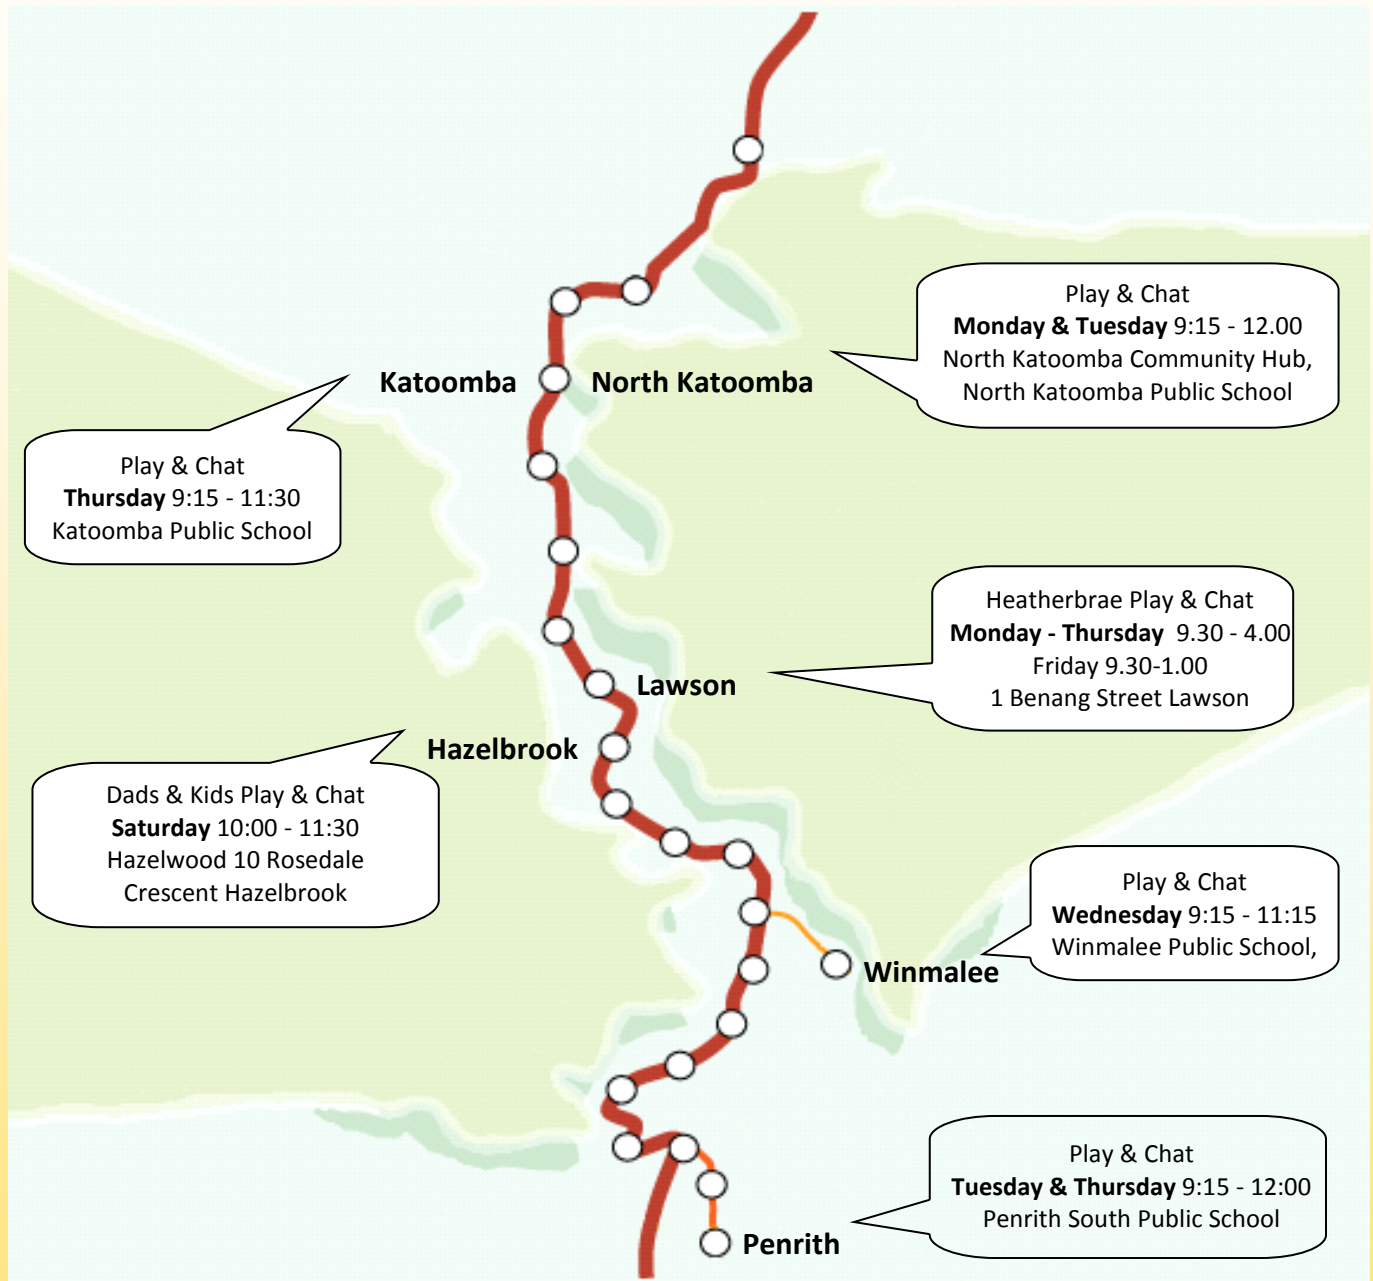 Play & Chat
Monday & Tuesday 9:15 - 12.00
North Katoomba Community Hub,
North Katoomba Public School
Katoomba
North Katoomba
Play & Chat
Thursday 9:15 - 11:30
Katoomba Public School
Heatherbrae Play & Chat
Monday - Thursday 9.30 - 4.00
Friday 9.30-1.00
1 Benang Street Lawson
Lawson
Hazelbrook
Dads & Kids Play & Chat
Saturday 10:00 - 11:30
Hazelwood 10 Rosedale
Crescent Hazelbrook
Play & Chat
Wednesday 9:15 - 11:15
Winmalee Public School,
Winmalee
Play & Chat
Tuesday & Thursday 9:15 - 12:00
Penrith South Public School
Penrith